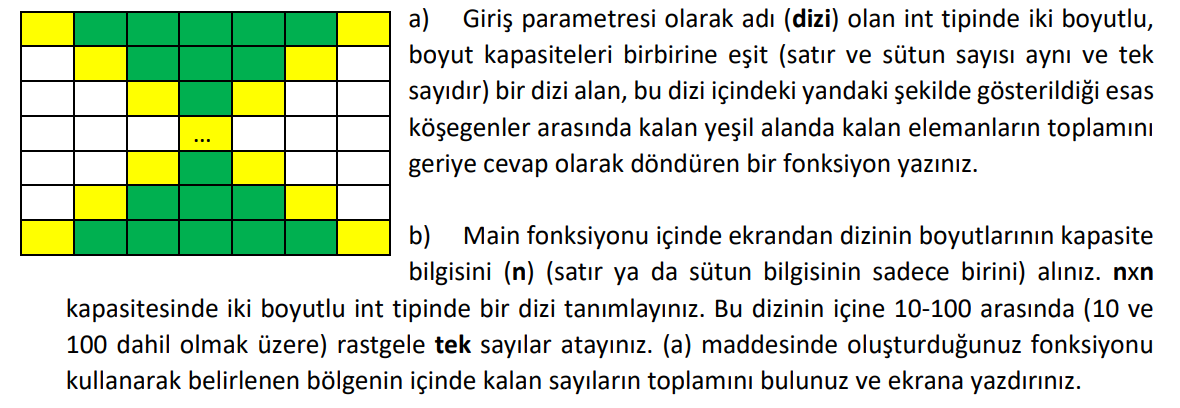 a) Giriş parametresi olarak adı (dizi) olan int tipinde iki boyutlu,
boyut kapasiteleri birbirine eşit (satır ve sütun sayısı aynı ve tek
sayıdır) bir dizi alan, bu dizi içindeki yandaki şekilde gösterildiği esas
köşegenler arasında kalan yeşil alanda kalan elemanların toplamını
geriye cevap olarak döndüren bir fonksiyon yazınız.
...
b) Main fonksiyonu içinde ekrandan dizinin boyutlarının kapasite
bilgisini (n) (satır ya da sütun bilgisinin sadece birini) alınız. nxn
kapasitesinde iki boyutlu int tipinde bir dizi tanımlayınız. Bu dizinin içine 10-100 arasında (10 ve
100 dahil olmak üzere) rastgele tek sayılar atayınız. (a) maddesinde oluşturduğunuz fonksiyonu
kullanarak belirlenen bölgenin içinde kalan sayıların toplamını bulunuz ve ekrana yazdırınız.